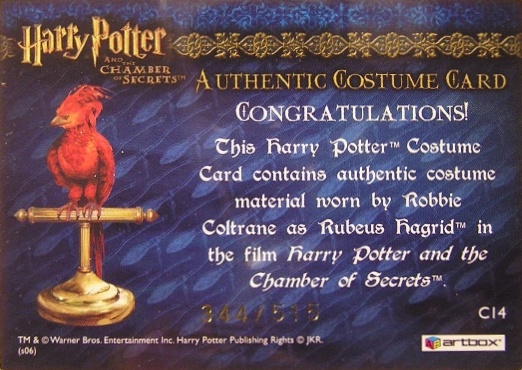 Harry Potter
AND THE
CHAMBER
OF SECRETS™
AUTHENTIC COSTUME CARD
CONGRATULATIONS!
This Harry Potter™ Costume
Card contains authentic costume
material worn by Robbie
Coltrane as Rubeus Hagrid™ in
the film Harry Potter and the
Chamber of Secrets™.
344/515
C14
TM & © Warner Bros. Entertainment Inc. Harry Potter Publishing Rights © JKR.
(s06)
artbox